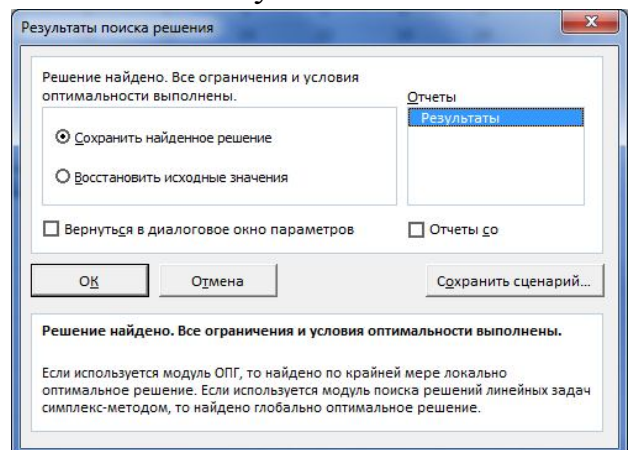 Результаты поиска решения
Решение найдено. Все ограничения и условия
оптимальности выполнены.
Отчеты
Результаты
Сохранить найденное решение
Восстановить исходные значения
Вернуться в диалоговое окно параметров
Отчеты со
ОК
Отмена
Сохранить сценарий...
Решение найдено. Все ограничения и условия оптимальности выполнены.
Если используется модуль ОПГ, то найдено по крайней мере локально
оптимальное решение. Если используется модуль поиска решений линейных задач
симплекс-методом, то найдено глобально оптимальное решение.